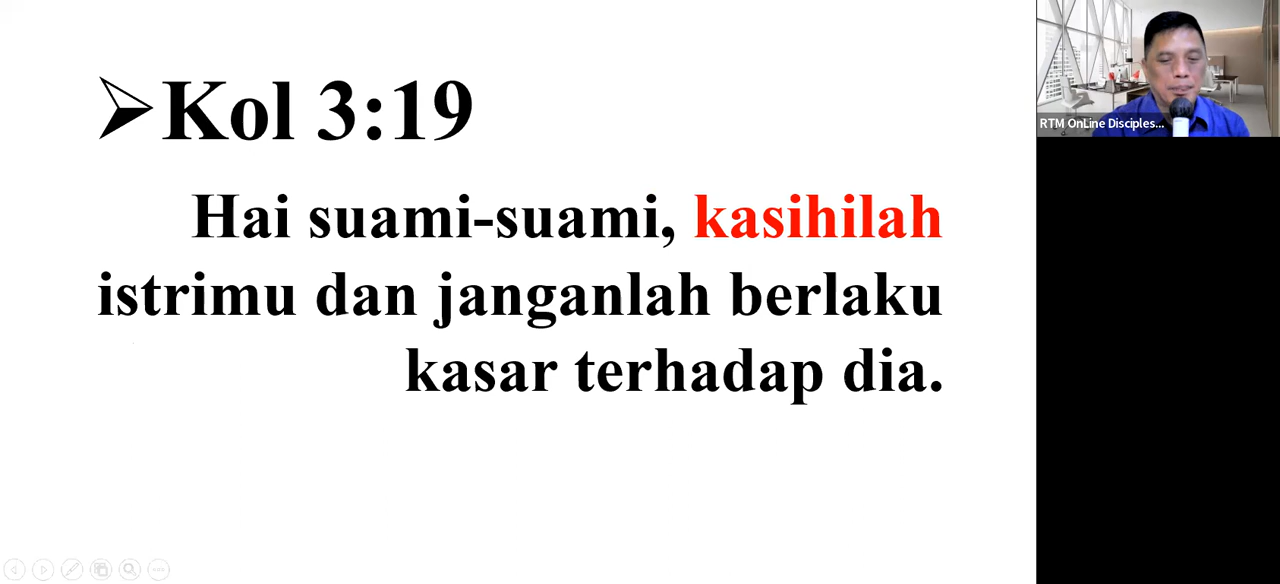 Kol 3:19
Hai suami-suami, kasihilah
istrimu dan janganlah berlaku
kasar terhadap dia.
RTM OnLine Disciples...